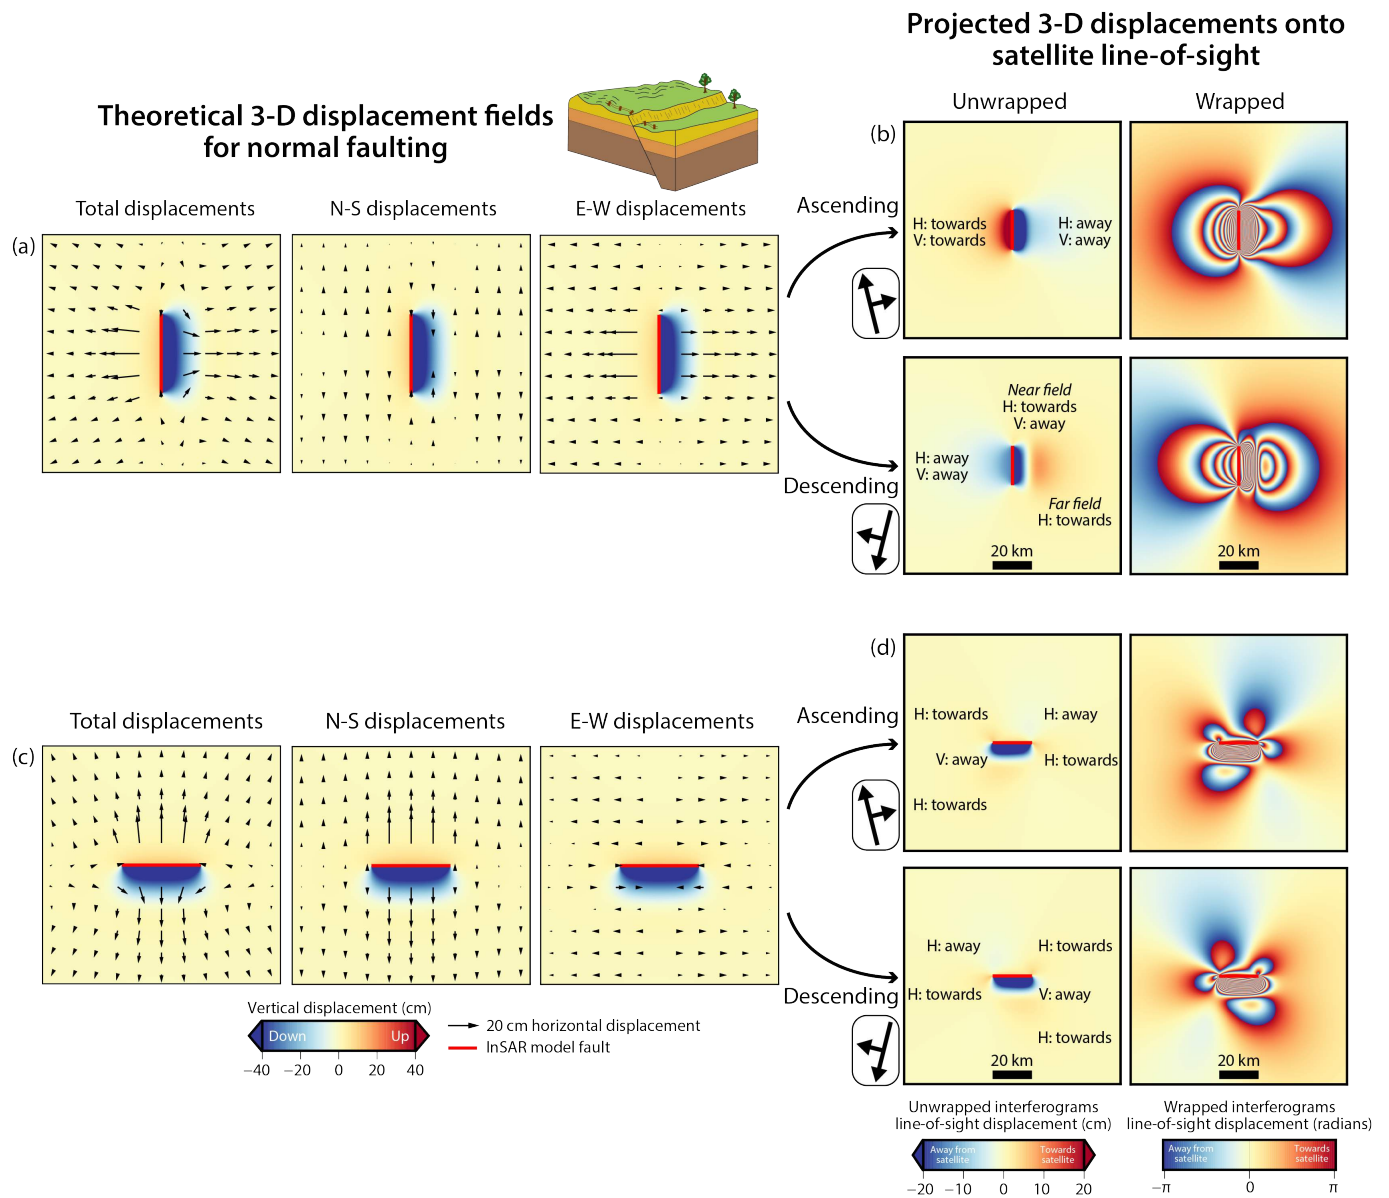 Projected 3-D displacements onto
satellite line-of-sight
Theoretical 3-D displacement fields
for normal faulting
Unwrapped
Wrapped
(b)
Total displacements
N-S displacements
E-W displacements
Ascending
(a)
H: towards
V: towards
H: away
V: away
Descending
H: away
V: away
Near field
H: towards
V: away
Far field
H: towards
20 km
20 km
(d)
Total displacements
N-S displacements
E-W displacements
Ascending
(c)
H: towards
H: away
V: away
H: towards
H: towards
Descending
H: away
H: towards
H: towards
V: away
H: towards
20 km
20 km
Vertical displacement (cm)
Down
Up
−40 −20 0 20 40
20 cm horizontal displacement
InSAR model fault
Unwrapped interferograms
line-of-sight displacement (cm)
Away from
satellite
Towards
satellite
−20 −10 0 10 20
Wrapped interferograms
line-of-sight displacement (radians)
Away from
satellite
Towards
satellite
−π 0 π